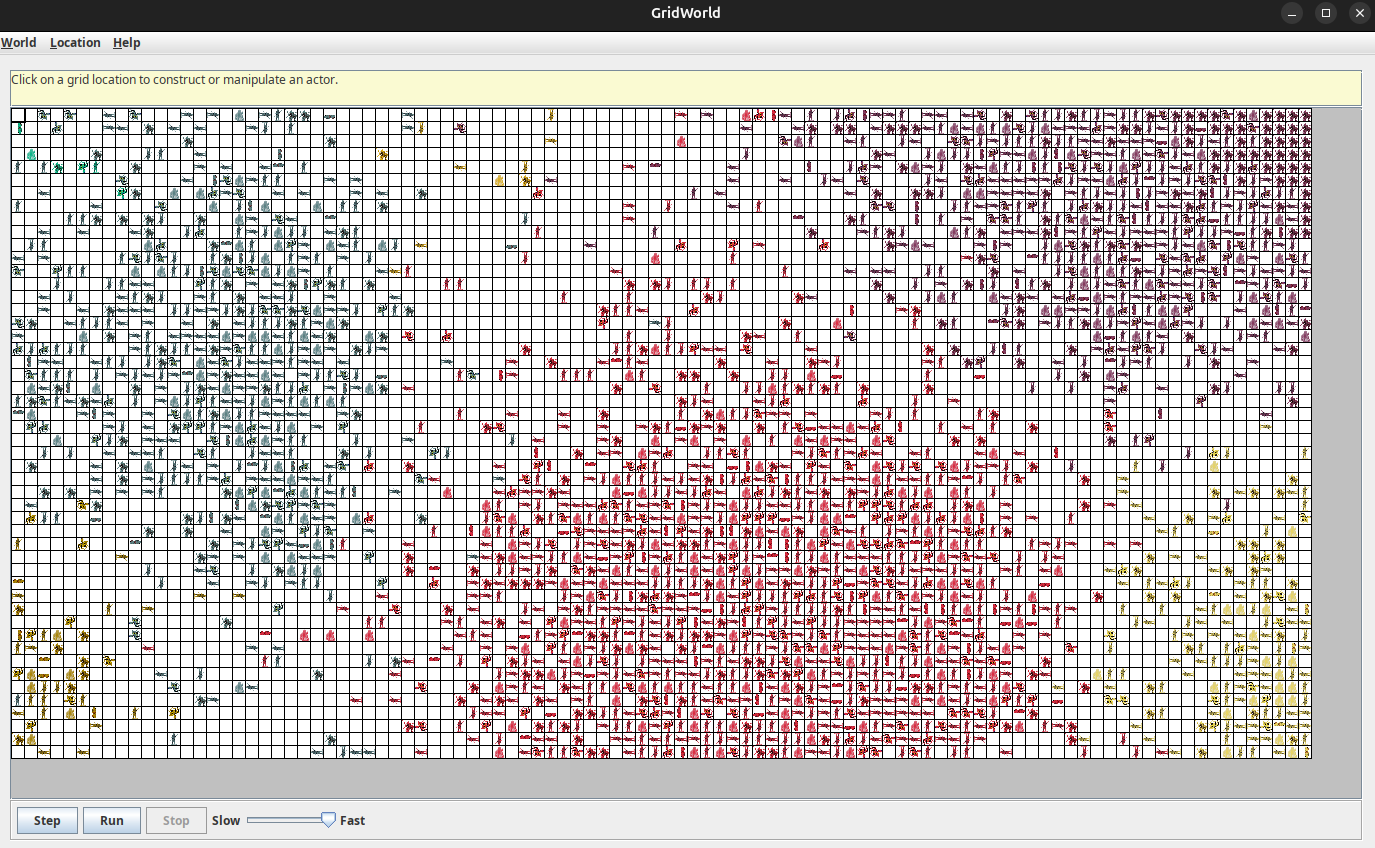 GridWorld
World Location Help
Click on a grid location to construct or manipulate an actor.
Step Run Stop Slow Fast